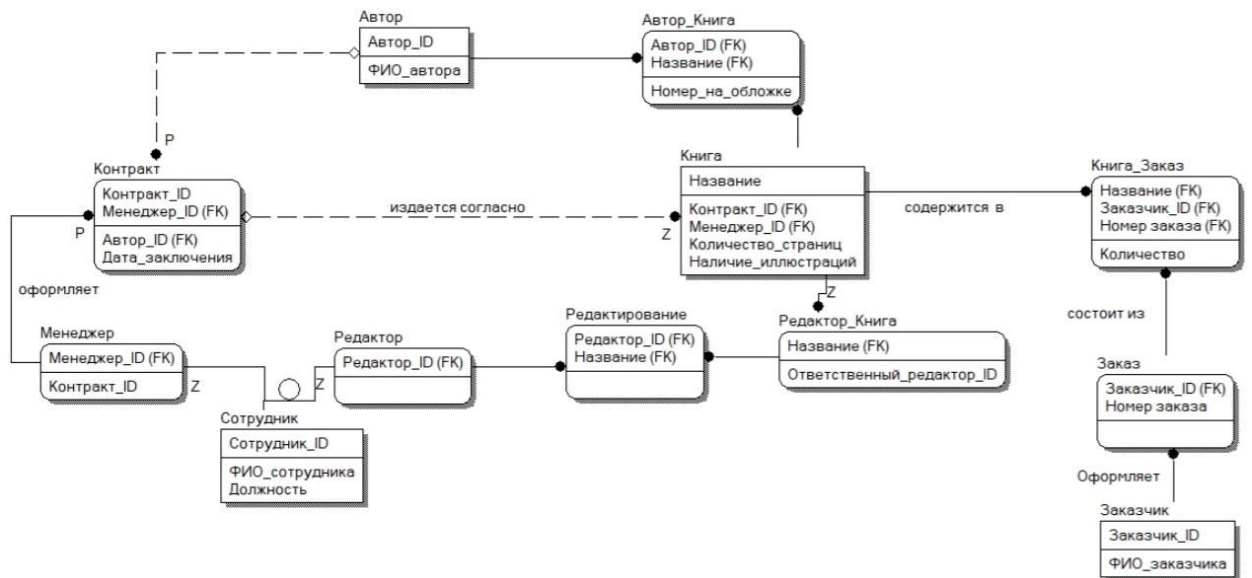 Автор
Автор_ID
ФИО_автора
Автор_Книга
Автор_ID (FK)
Название (FK)
Номер_на_обложке
P
Контракт
Контракт_ID
Менеджер_ID (FK)
Автор_ID (FK)
Дата_заключения
P
издается согласно
Z
Книга
Название
Контракт_ID (FK)
Менеджер_ID (FK)
Количество_страниц
Наличие_иллюстраций
содержится в
Книга_Заказ
Название (FK)
Заказчик_ID (FK)
Номер заказа (FK)
Количество
оформляет
Менеджер
Менеджер_ID (FK)
Контракт_ID
Z
Z
Редактор
Редактор_ID (FK)
Редактирование
Редактор_ID (FK)
Название (FK)
Z
Редактор_Книга
Название (FK)
Ответственный_редактор_ID
состоит из
Сотрудник
Сотрудник_ID
ФИО_сотрудника
Должность
Заказ
Заказчик_ID (FK)
Номер заказа
Оформляет
Заказчик
Заказчик_ID
ФИО_заказчика